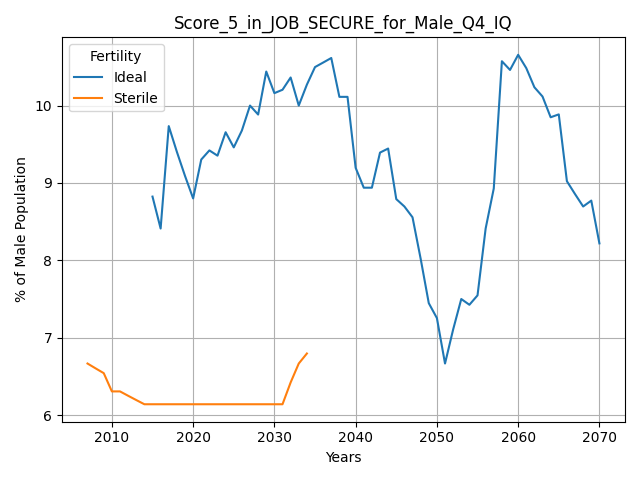 Score_5_in_JOB_SECURE_for_Male_Q4_IQ
Fertility
Ideal
Sterile
% of Male Population
10
9
8
7
6
2010 2020 2030 2040 2050 2060 2070
Years